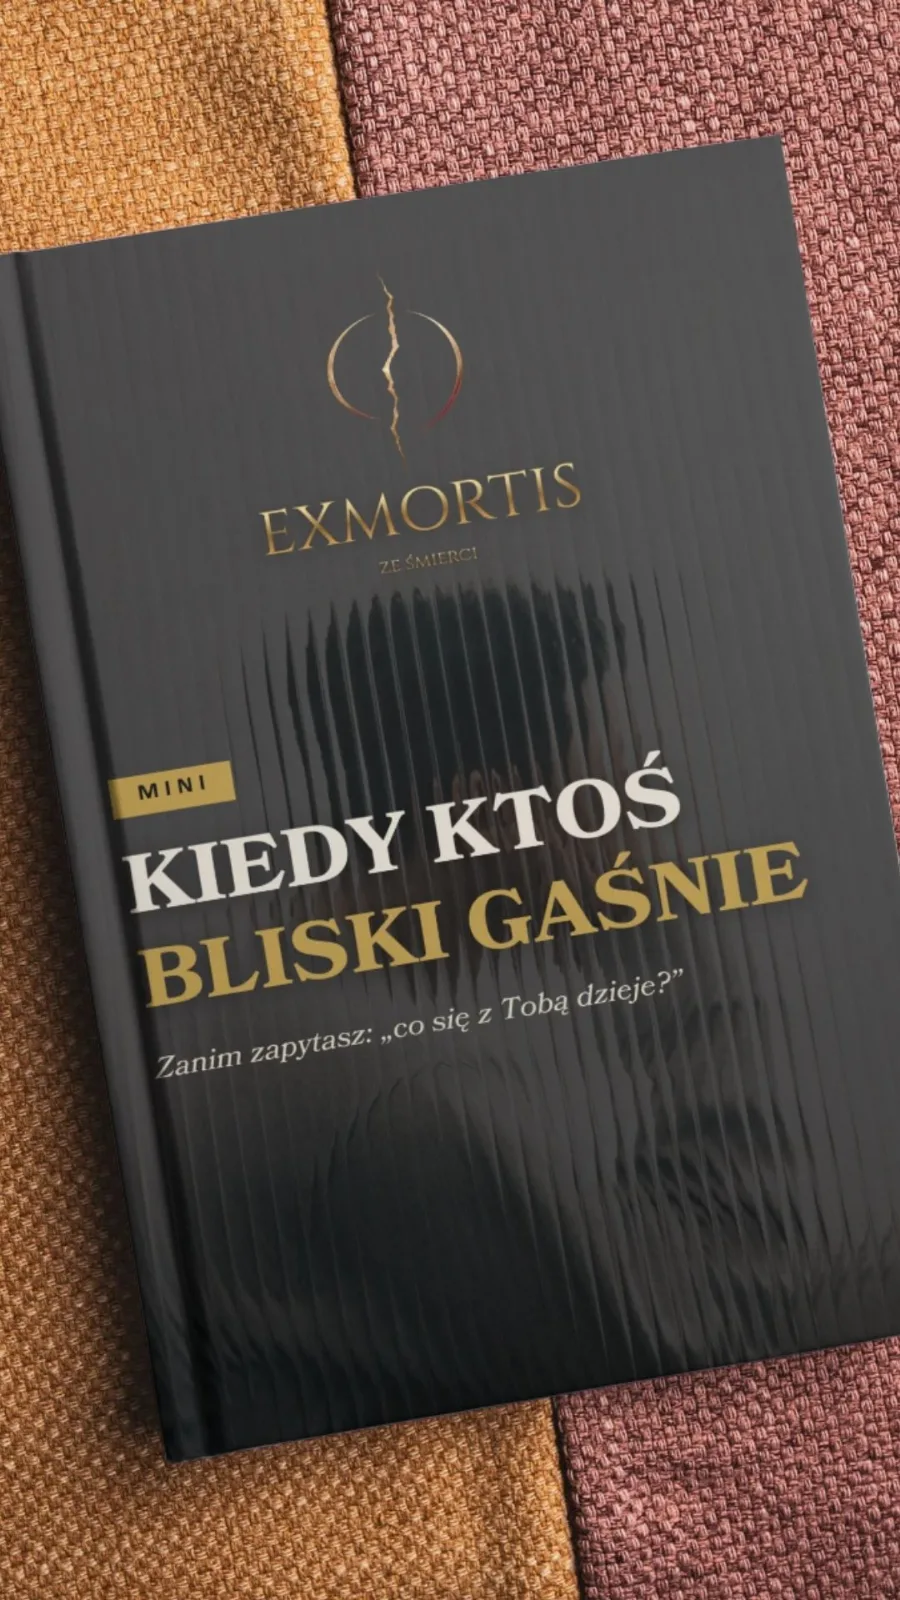 EXMORTIS
ZE ŚMIERCI
MINI
KIEDY KTOŚ
BLISKI GAŚNIE
Zanim zapytasz: „co się z Tobą dzieje?”